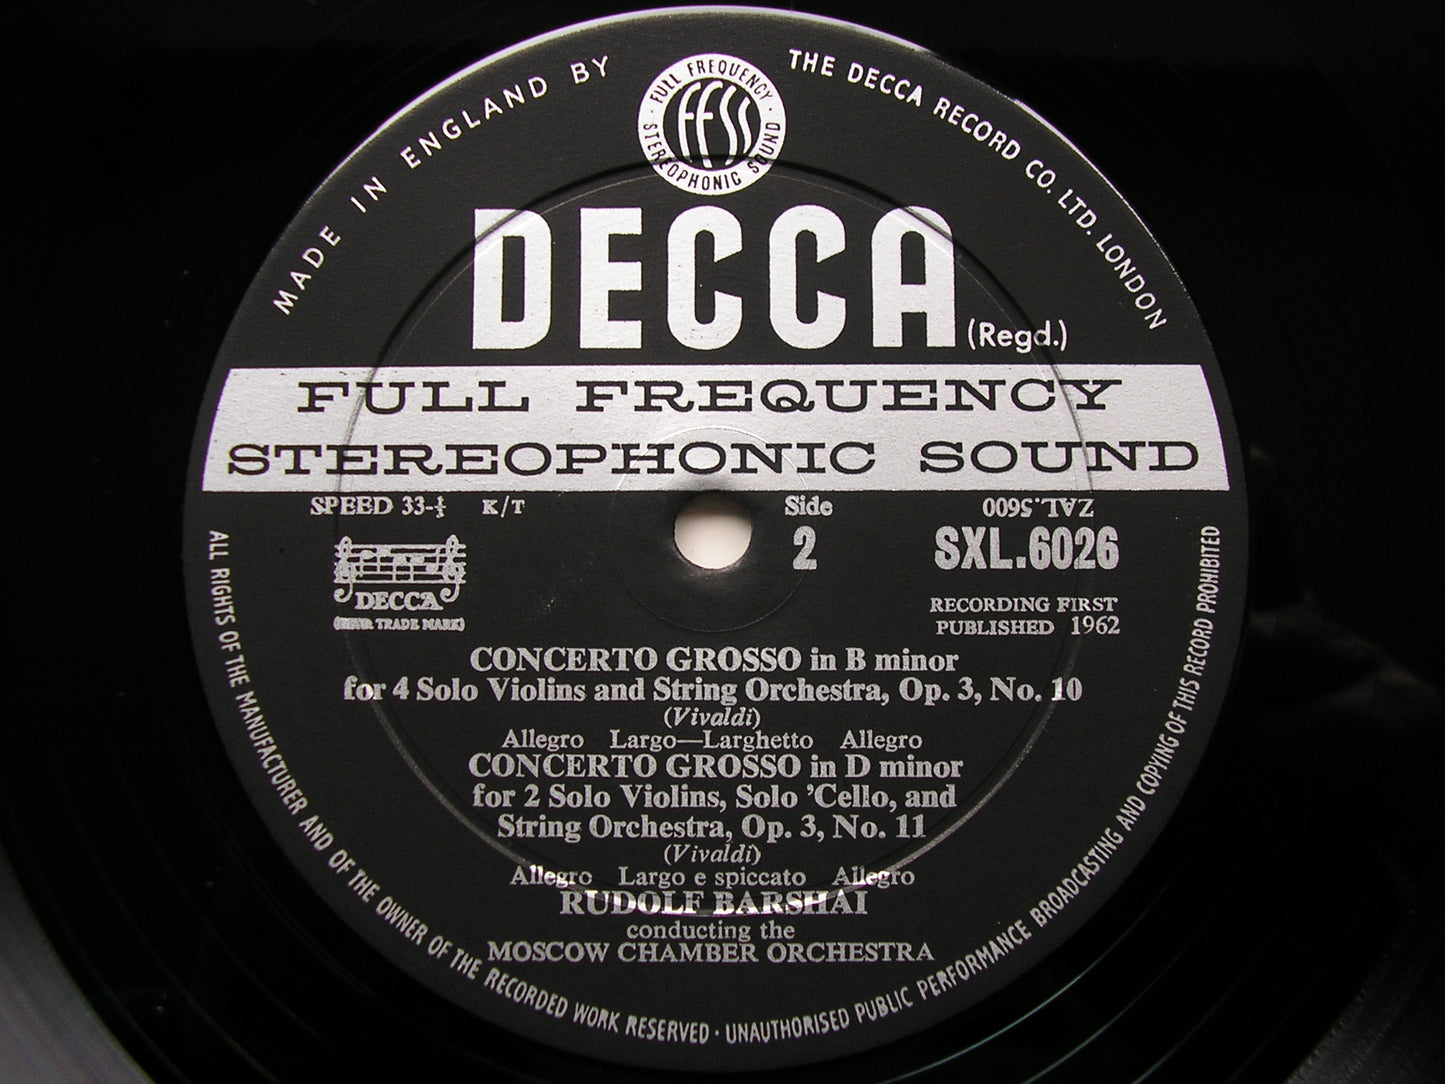 MADE IN ENGLAND BY
THE DECCA RECORD CO. LTD. LONDON
FULL FREQUENCY
FFSS
STEREOPHONIC SOUND
DECCA (Regd.)
FULL FREQUENCY
STEREOPHONIC SOUND
SPEED 33-⅓ K/T
Side
2
ZAL.5600
SXL.6026
DECCA
TRADE MARK)
RECORDING FIRST
PUBLISHED 1962
CONCERTO GROSSO in B minor
for 4 Solo Violins and String Orchestra, Op. 3, No. 10
(Vivaldi)
Allegro Largo—Larghetto Allegro
CONCERTO GROSSO in D minor
for 2 Solo Violins, Solo 'Cello, and
String Orchestra, Op. 3, No. 11
(Vivaldi)
Allegro Largo e spiccato Allegro
RUDOLF BARSHAI
conducting the
MOSCOW CHAMBER ORCHESTRA
ALL RIGHTS OF THE MANUFACTURER AND OF THE OWNER OF THE RECORDED WORK RESERVED · UNAUTHORISED PUBLIC PERFORMANCE BROADCASTING AND COPYING OF THIS RECORD PROHIBITED